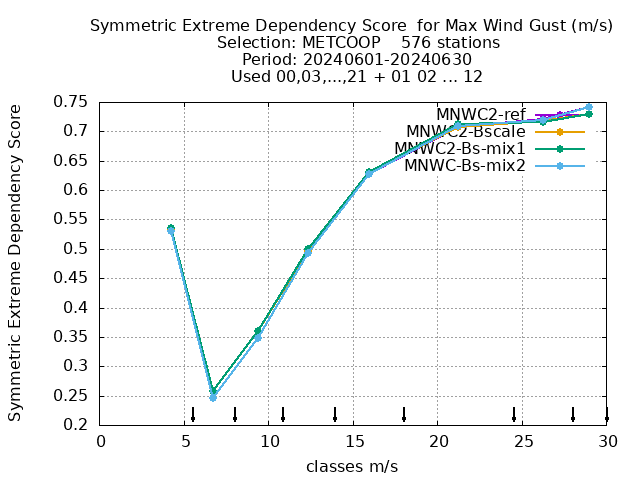 Symmetric Extreme Dependency Score  for Max Wind Gust (m/s)
Selection: METCOOP    576 stations
Period: 20240601-20240630
Used 00,03,...,21 + 01 02 ... 12
Symmetric Extreme Dependency Score
0.75
0.7
0.65
0.6
0.55
0.5
0.45
0.4
0.35
0.3
0.25
0.2
MNWC2-ref
MNWC2-Bscale
MNWC2-Bs-mix1
MNWC-Bs-mix2
0 5 10 15 20 25 30
classes m/s